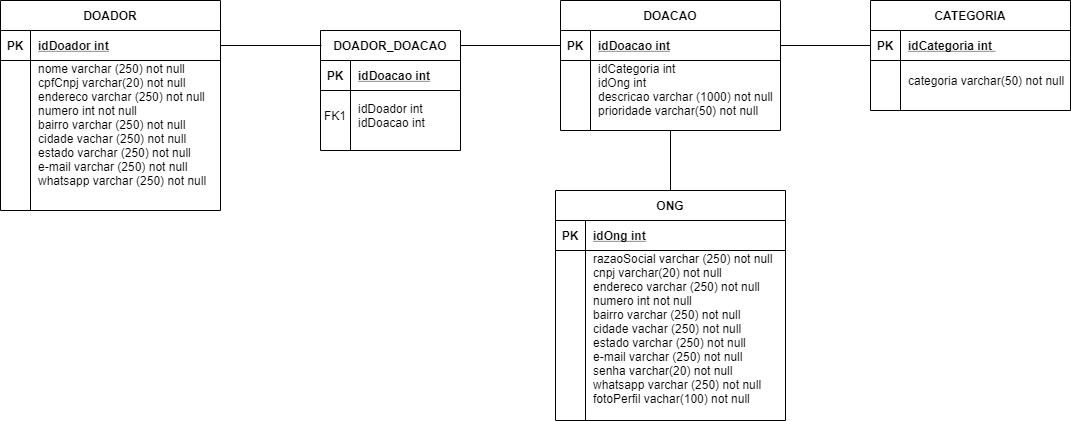 DOADOR
PK idDoador int
nome varchar (250) not null
cpfCnpj varchar(20) not null
endereco varchar (250) not null
numero int not null
bairro varchar (250) not null
cidade vachar (250) not null
estado varchar (250) not null
e-mail varchar (250) not null
whatsapp varchar (250) not null
DOADOR_DOACAO
PK idDoacao int
FK1
idDoador int
idDoacao int
DOACAO
PK idDoacao int
idCategoria int
idOng int
descricao varchar (1000) not null
prioridade varchar(50) not null
CATEGORIA
PK idCategoria int
categoria varchar(50) not null
ONG
PK idOng int
razaoSocial varchar (250) not null
cnpj varchar(20) not null
endereco varchar (250) not null
numero int not null
bairro varchar (250) not null
cidade vachar (250) not null
estado varchar (250) not null
e-mail varchar (250) not null
senha varchar(20) not null
whatsapp varchar (250) not null
fotoPerfil vachar(100) not null